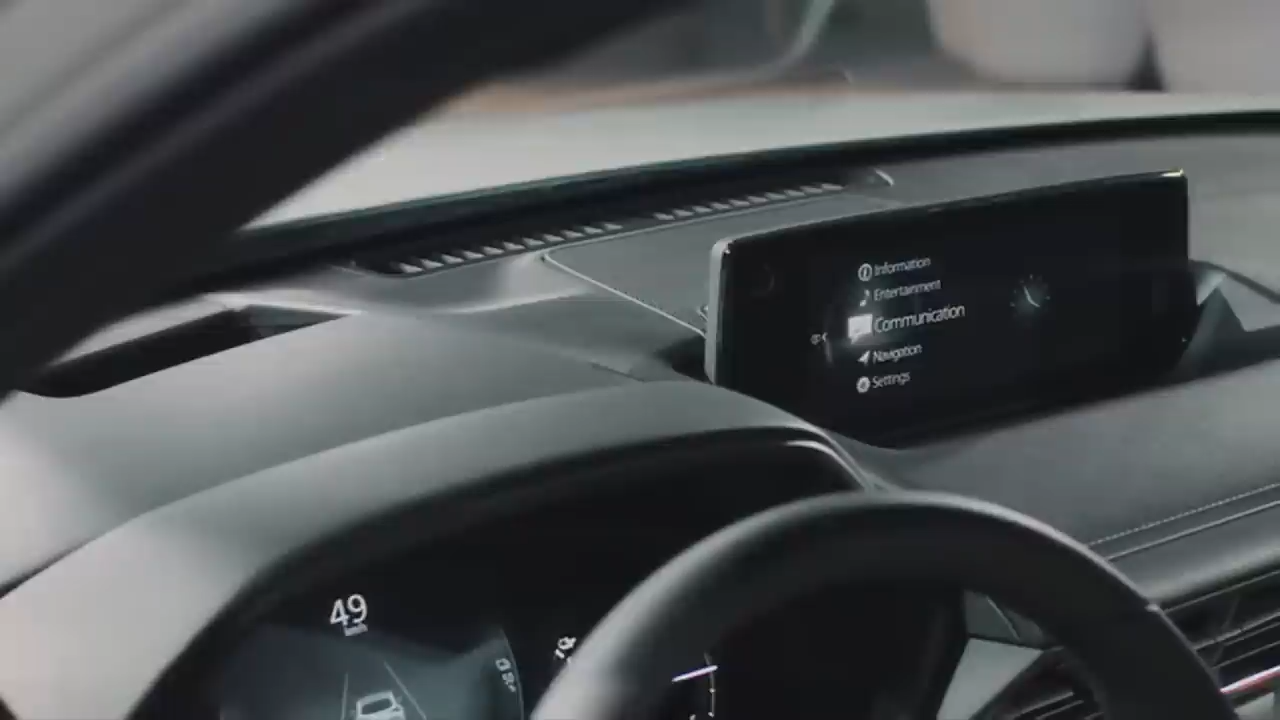 Information
Entertainment
Communication
Navigation
Settings
49